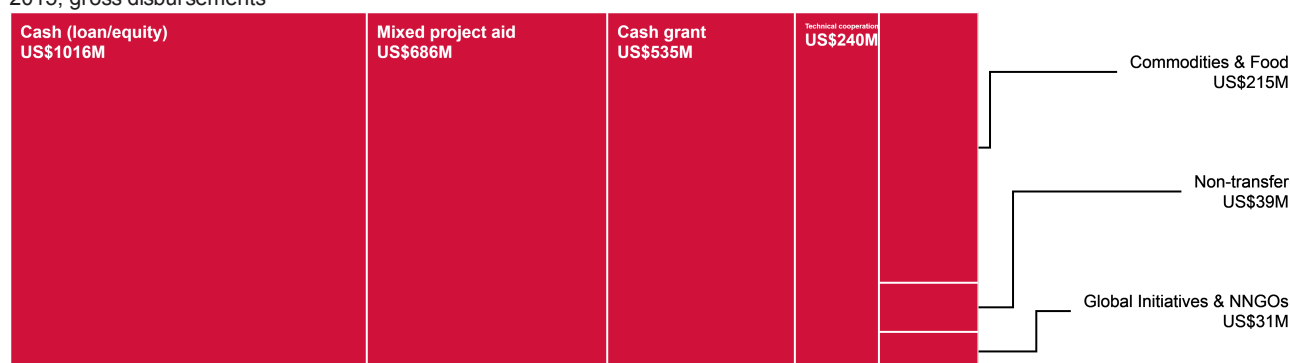 2015, gross disbursements
Cash (loan/equity)
US$1016M
Mixed project aid
US$686M
Cash grant
US$535M
Technical cooperation
US$240M
Commodities & Food
US$215M
Non-transfer
US$39M
Global Initiatives & NNGOs
US$31M